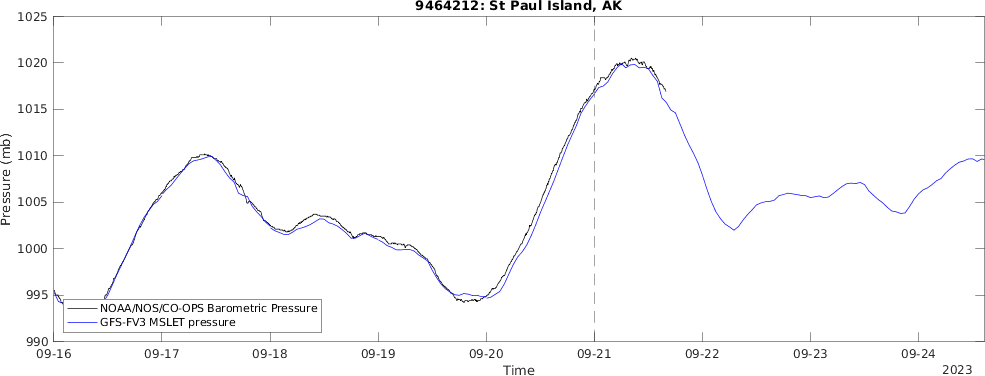 9464212: St Paul Island, AK
Pressure (mb)
1025
1020
1015
1010
1005
1000
995
990
NOAA/NOS/CO-OPS Barometric Pressure
GFS-FV3 MSLET pressure
09-16 09-17 09-18 09-19 09-20 09-21 09-22 09-23 09-24
Time
2023